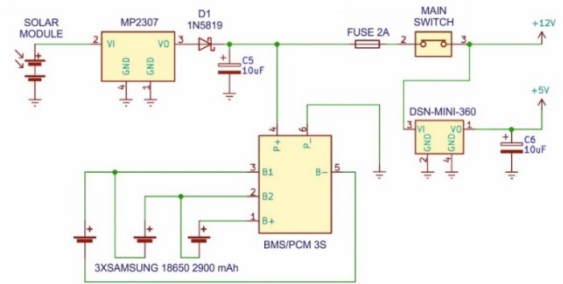 SOLAR
MODULE
MP2307
D1
1N5819
MAIN
SWITCH
FUSE 2A
+12V
2
VI
VO
3
GND
GND
4
1
C5
10uF
2
3
DSN-MINI-360
+5V
3
VI
VO
1
GND
GND
2
4
C6
10uF
4
6
P+
P_
3
B1
B-
5
2
B2
1
B+
BMS/PCM 3S
3XSAMSUNG 18650 2900 mAh